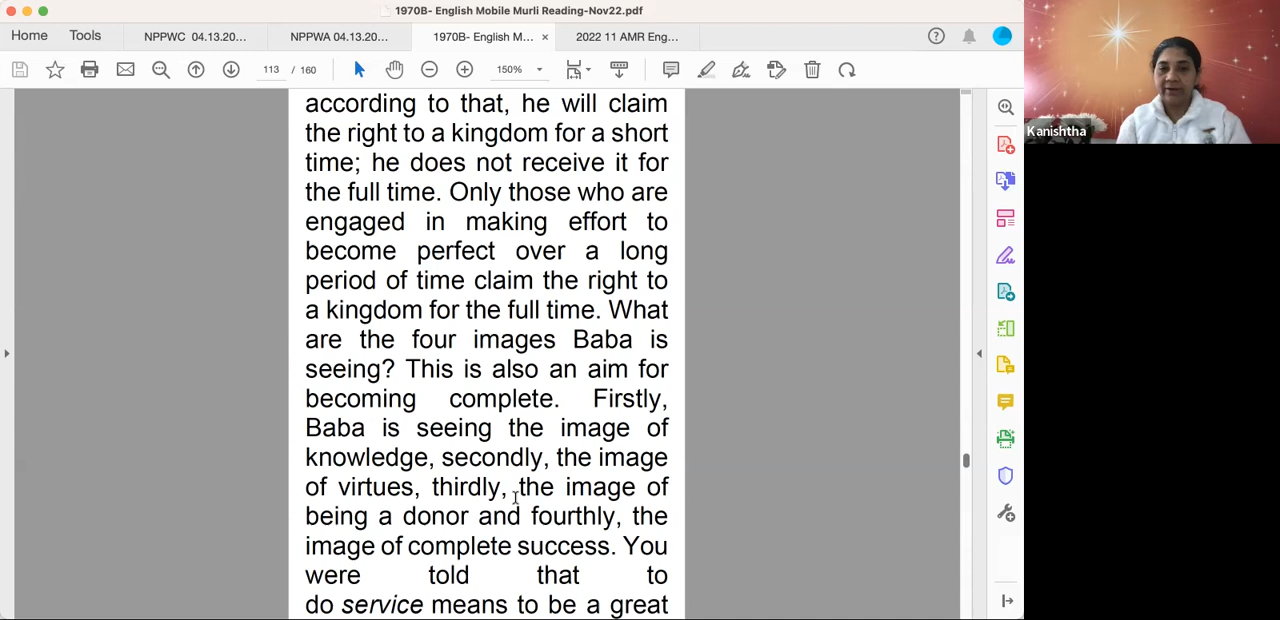 1970B- English Mobile Murli Reading-Nov22.pdf
Home Tools NPPWC 04.13.20... NPPWA 04.13.20... 1970B- English M... × 2022 11 AMR Eng...
113 / 160 150%
according to that, he will claim
the right to a kingdom for a short
time; he does not receive it for
the full time. Only those who are
engaged in making effort to
become perfect over a long
period of time claim the right to
a kingdom for the full time. What
are the four images Baba is
seeing? This is also an aim for
becoming complete. Firstly,
Baba is seeing the image of
knowledge, secondly, the image
of virtues, thirdly, the image of
being a donor and fourthly, the
image of complete success. You
were told that to
do service means to be a great
Kanishtha